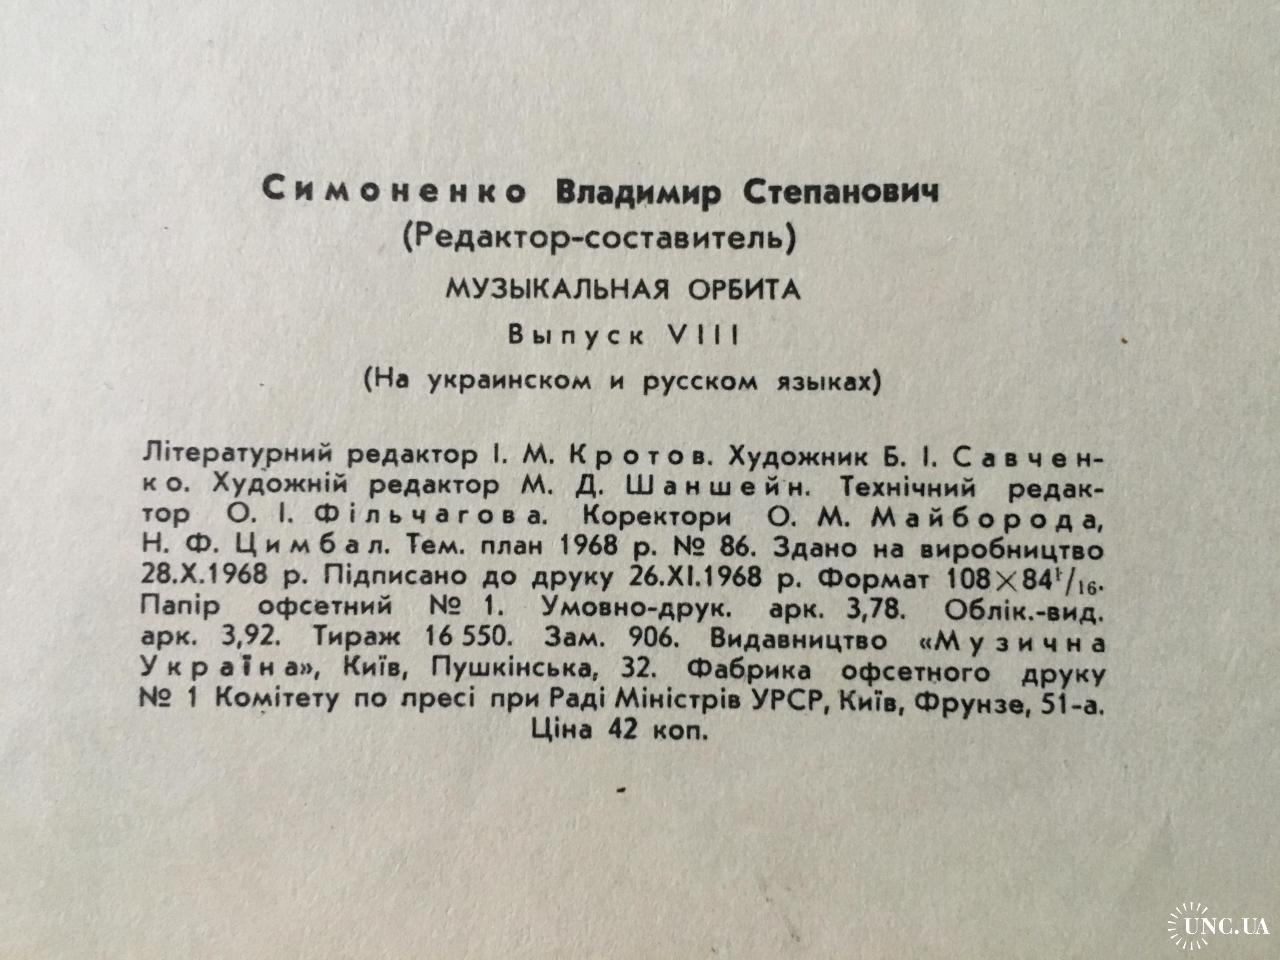 Симоненко Владимир Степанович
(Редактор-составитель)
МУЗЫКАЛЬНАЯ ОРБИТА
Выпуск VIII
(На украинском и русском языках)
Літературний редактор І. М. Кротов. Художник Б. І. Савчен-
ко. Художній редактор М. Д. Шаншейн. Технічний редак-
тор О. І. Фільчагова. Коректори О. М. Майборода,
Н. Ф. Цимбал. Тем. план 1968 р. № 86. Здано на виробництво
28.X.1968 р. Підписано до друку 26.XI.1968 р. Формат 108×84¹/₁₆.
Папір офсетний № 1. Умовно-друк. арк. 3,78. Облік.-вид.
арк. 3,92. Тираж 16 550. Зам. 906. Видавництво «Музична
Україна», Київ, Пушкінська, 32. Фабрика офсетного друку
№ 1 Комітету по пресі при Раді Міністрів УРСР, Київ, Фрунзе, 51-а.
Ціна 42 коп.
UNC.UA